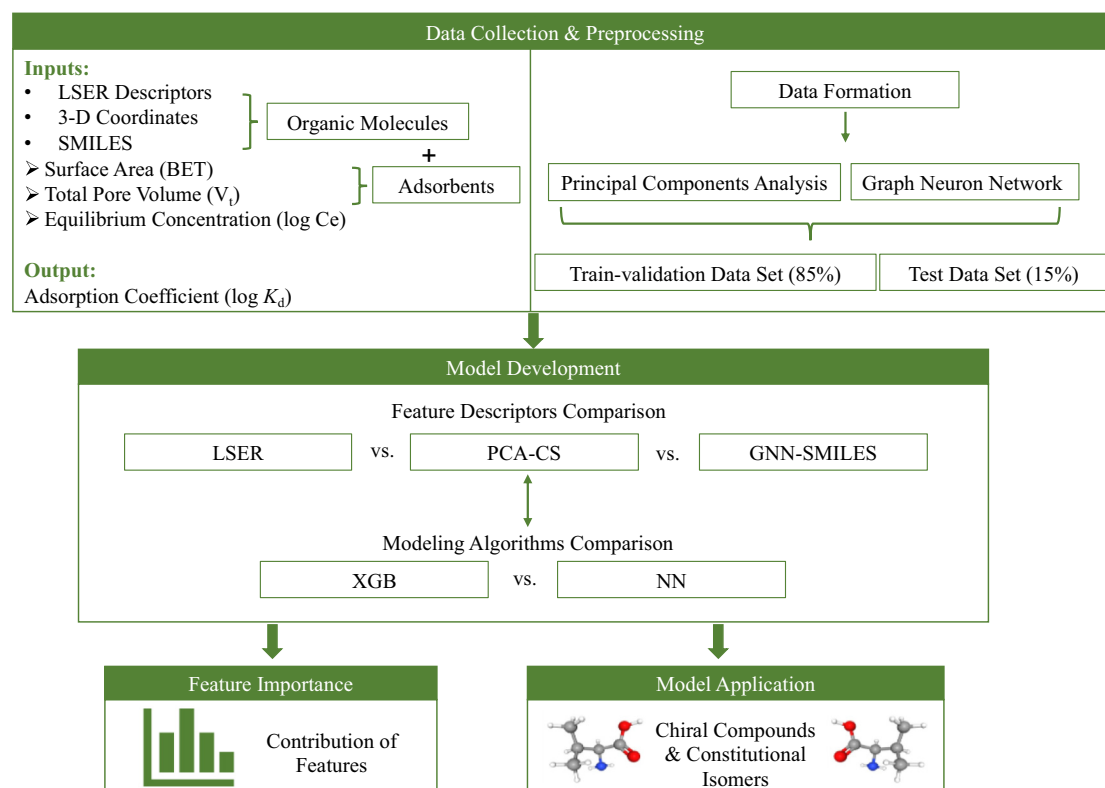 Data Collection & Preprocessing
Inputs:
• LSER Descriptors
• 3-D Coordinates
• SMILES
Organic Molecules
+
➢ Surface Area (BET)
➢ Total Pore Volume (Vt)
Adsorbents
➢ Equilibrium Concentration (log Ce)
Output:
Adsorption Coefficient (log Kd)
Data Formation
Principal Components Analysis
Graph Neuron Network
Train-validation Data Set (85%)
Test Data Set (15%)
Model Development
Feature Descriptors Comparison
LSER vs. PCA-CS vs. GNN-SMILES
Modeling Algorithms Comparison
XGB vs. NN
Feature Importance
Contribution of
Features
Model Application
Chiral Compounds
& Constitutional
Isomers